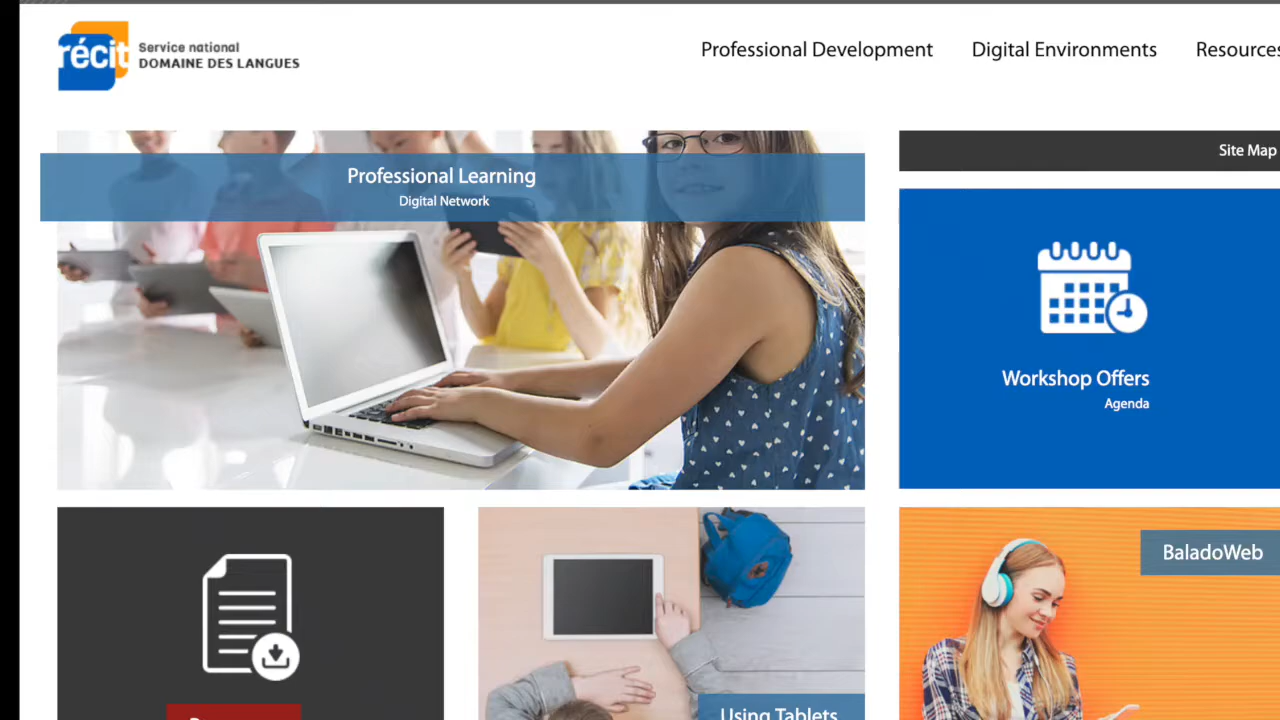 récit
Service national
DOMAINE DES LANGUES
Professional Development
Digital Environments
Resources
Professional Learning
Digital Network
Site Map
Workshop Offers
Agenda
BaladoWeb
Using Tablets